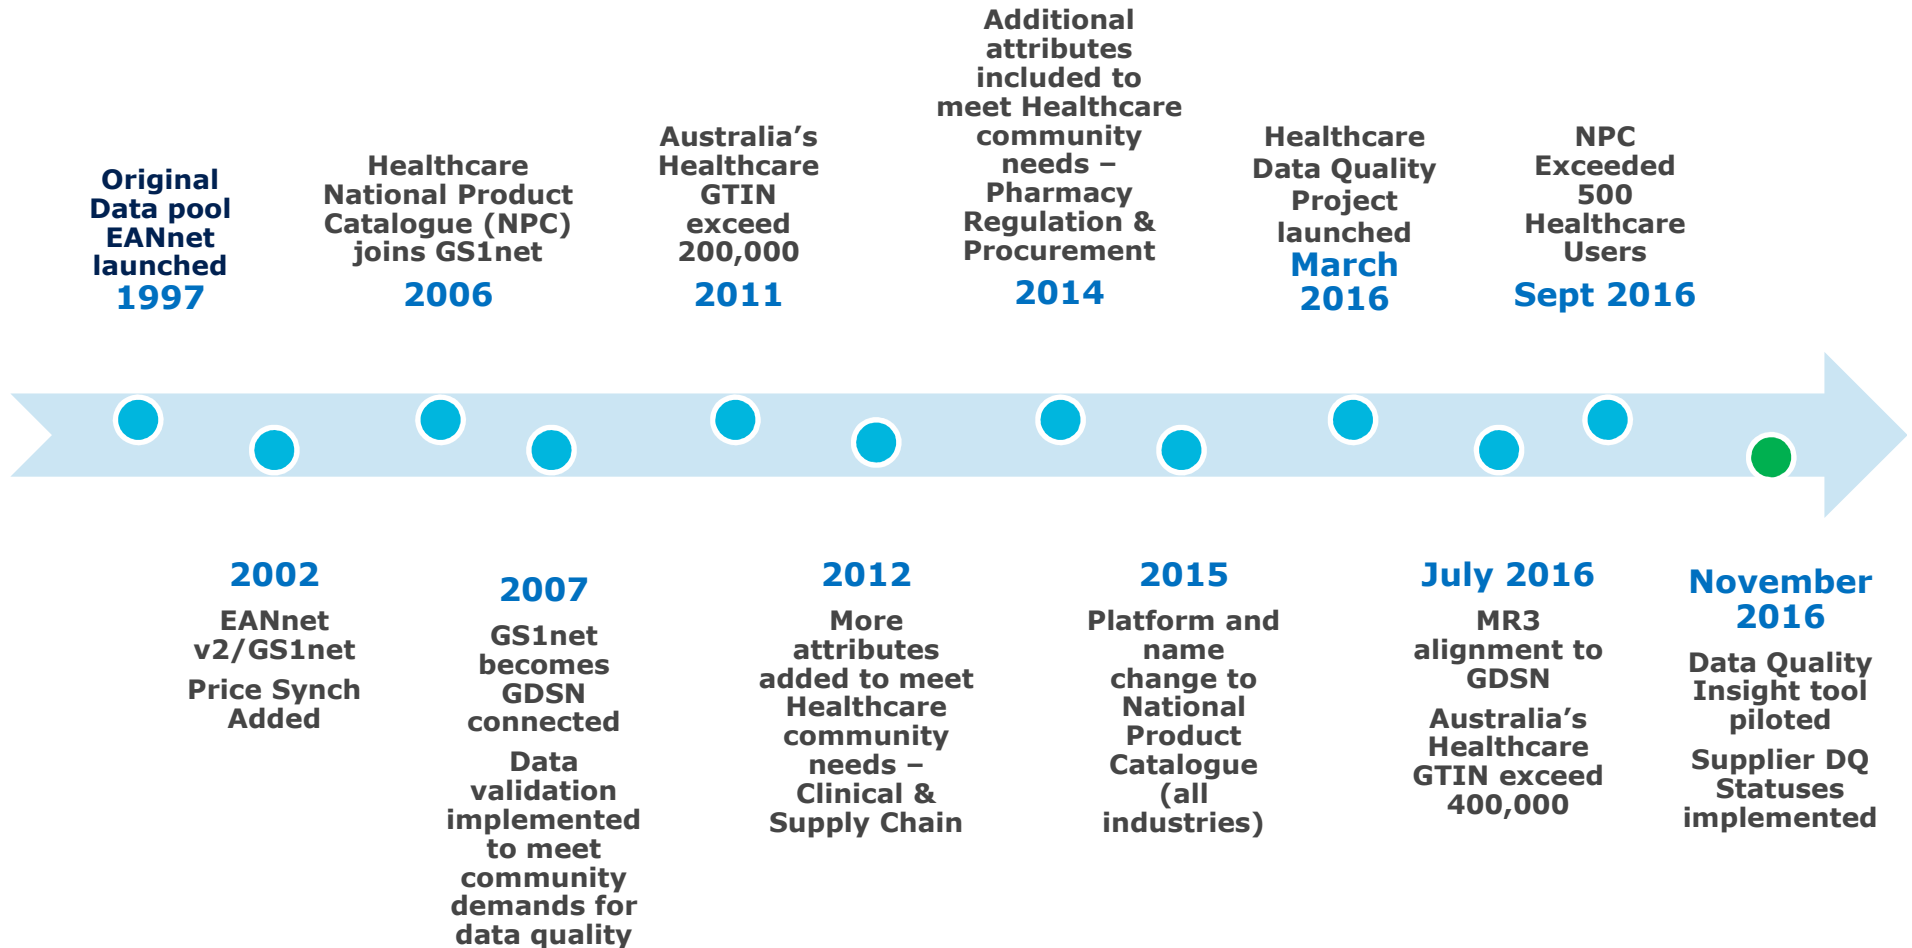 Original
Data pool
EANnet
launched
1997
Healthcare
National Product
Catalogue (NPC)
joins GS1net
2006
Australia’s
Healthcare
GTIN
exceed
200,000
2011
Additional
attributes
included to
meet Healthcare
community
needs –
Pharmacy
Regulation &
Procurement
2014
Healthcare
Data Quality
Project
launched
March
2016
NPC
Exceeded
500
Healthcare
Users
Sept 2016
2002
EANnet
v2/GS1net
Price Synch
Added
2007
GS1net
becomes
GDSN
connected
Data
validation
implemented
to meet
community
demands for
data quality
2012
More
attributes
added to meet
Healthcare
community
needs –
Clinical &
Supply Chain
2015
Platform and
name
change to
National
Product
Catalogue
(all
industries)
July 2016
MR3
alignment to
GDSN
Australia’s
Healthcare
GTIN exceed
400,000
November
2016
Data Quality
Insight tool
piloted
Supplier DQ
Statuses
implemented